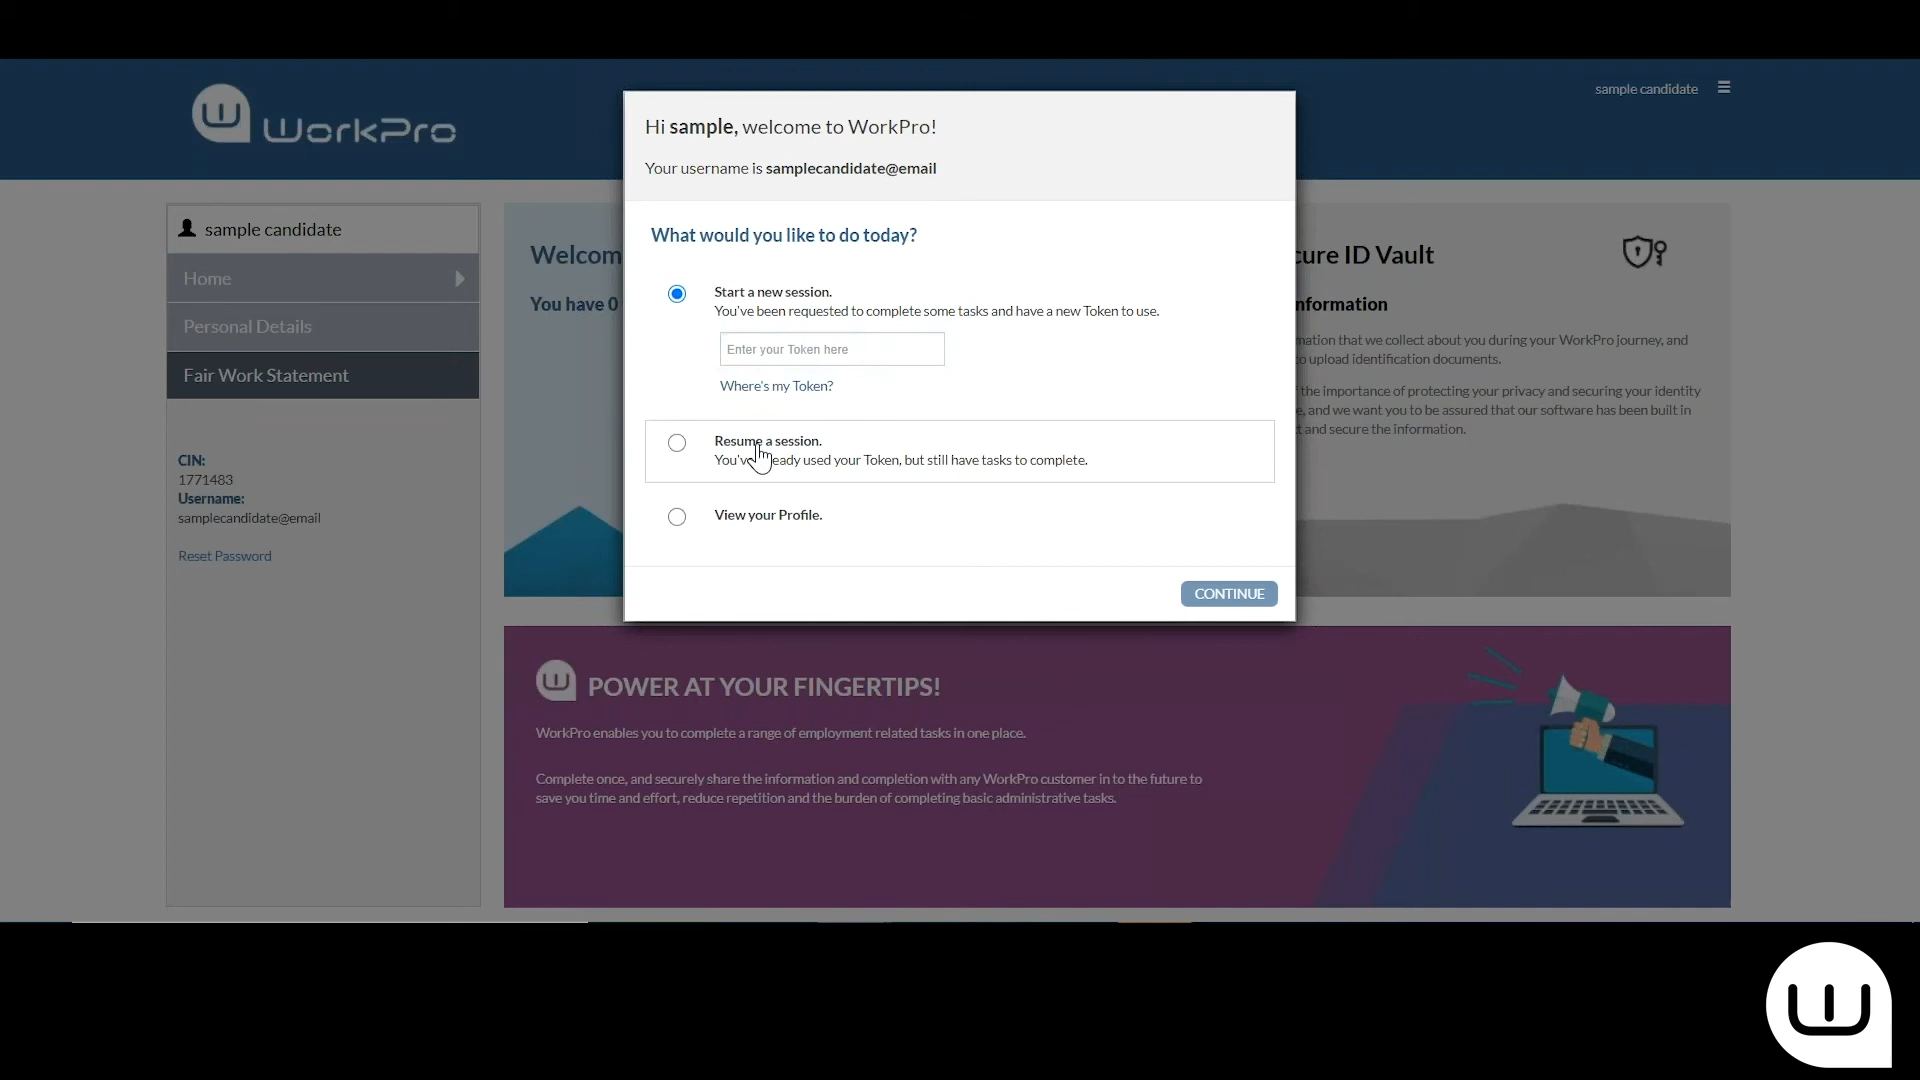 WorkPro
sample candidate
Hi sample, welcome to WorkPro!
Your username is samplecandidate@email
sample candidate
Home
Personal Details
Fair Work Statement
CIN:
1771483
Username:
samplecandidate@email
Reset Password
Welcom
You have 0
What would you like to do today?
Start a new session.
You've been requested to complete some tasks and have a new Token to use.
Enter your Token here
Where's my Token?
Resume a session.
used your Token, but still have tasks to complete.
View your Profile.
CONTINUE
ID Vault
mation that we collect about you during your WorkPro journey, and
to upload identification documents.
the importance of protecting your privacy and securing your identity
, and we want you to be assured that our software has been built in
and secure the information.
POWER AT YOUR FINGERTIPS!
WorkPro enables you to complete a range of employment related tasks in one place.
Complete once, and securely share the information and completion with any WorkPro customer in to the future to
save you time and effort, reduce repetition and the burden of completing basic administrative tasks.